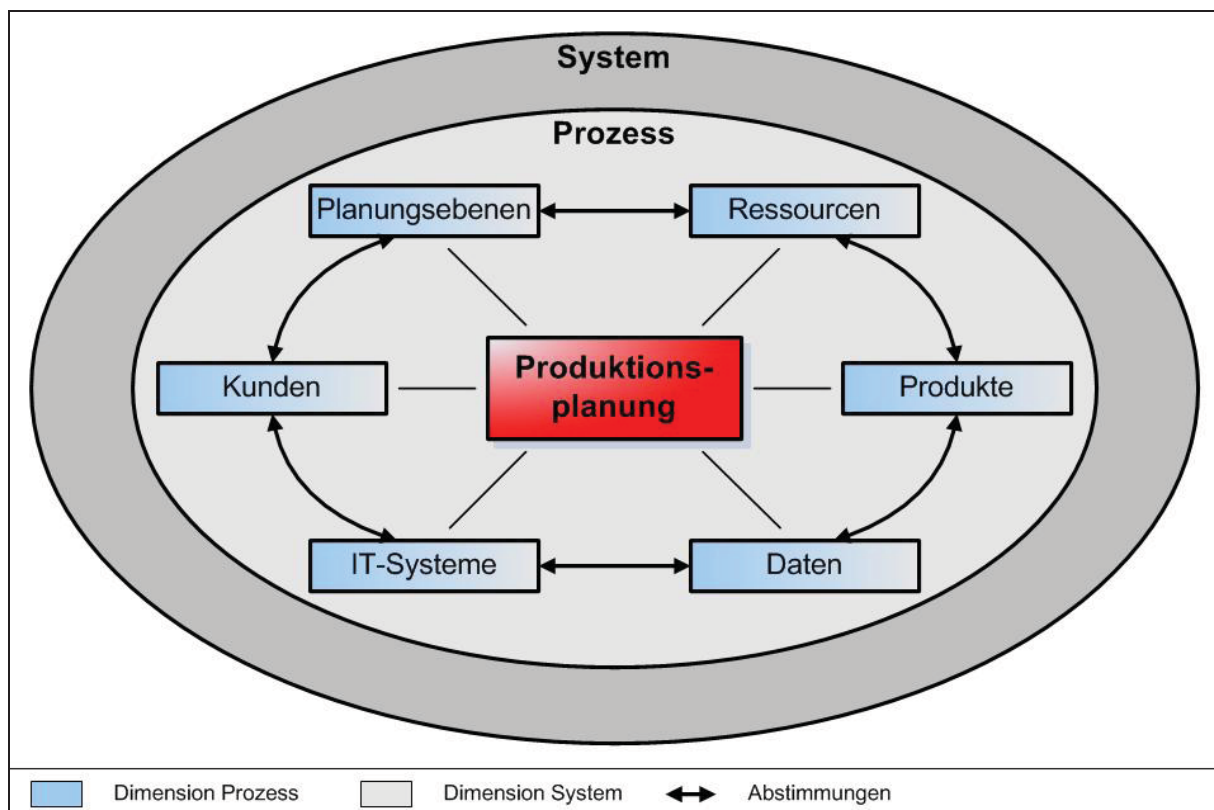 System
Prozess
Planungsebenen
Ressourcen
Kunden
Produktions-
planung
Produkte
IT-Systeme
Daten
Dimension Prozess
Dimension System
Abstimmungen